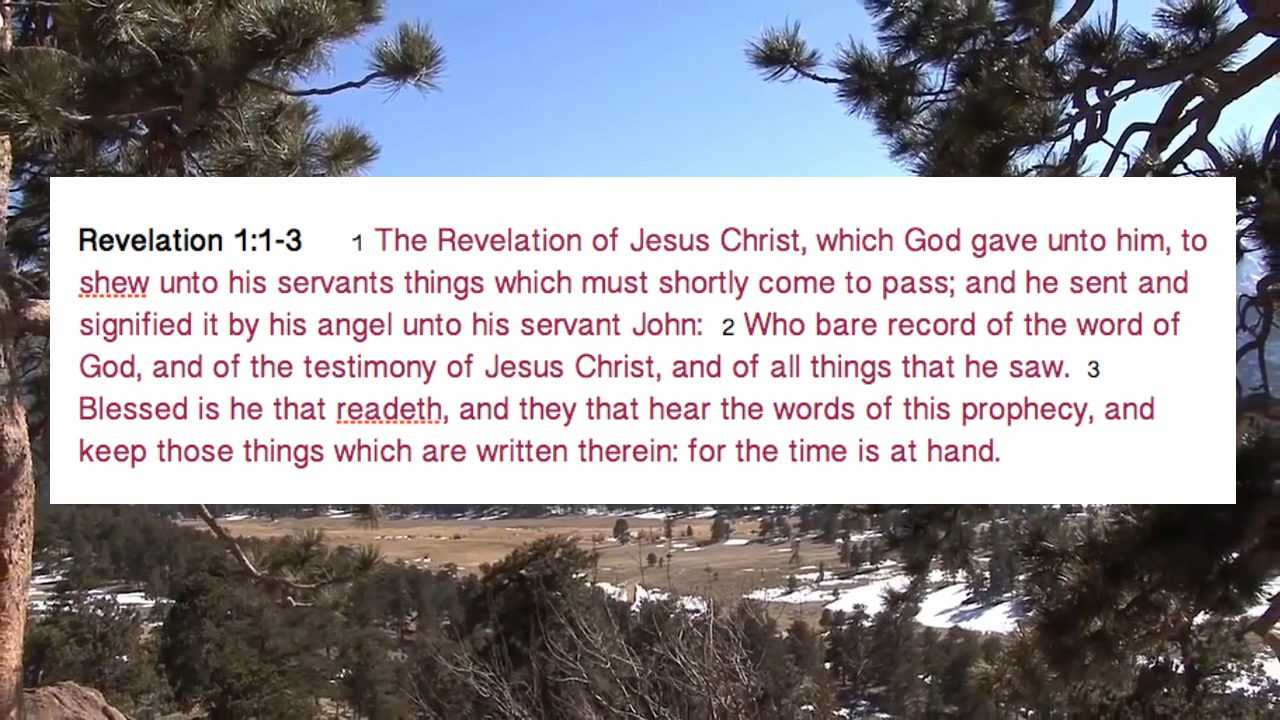 Revelation 1:1-3 1 The Revelation of Jesus Christ, which God gave unto him, to
shew unto his servants things which must shortly come to pass; and he sent and
signified it by his angel unto his servant John: 2 Who bare record of the word of
God, and of the testimony of Jesus Christ, and of all things that he saw. 3
Blessed is he that readeth, and they that hear the words of this prophecy, and
keep those things which are written therein: for the time is at hand.